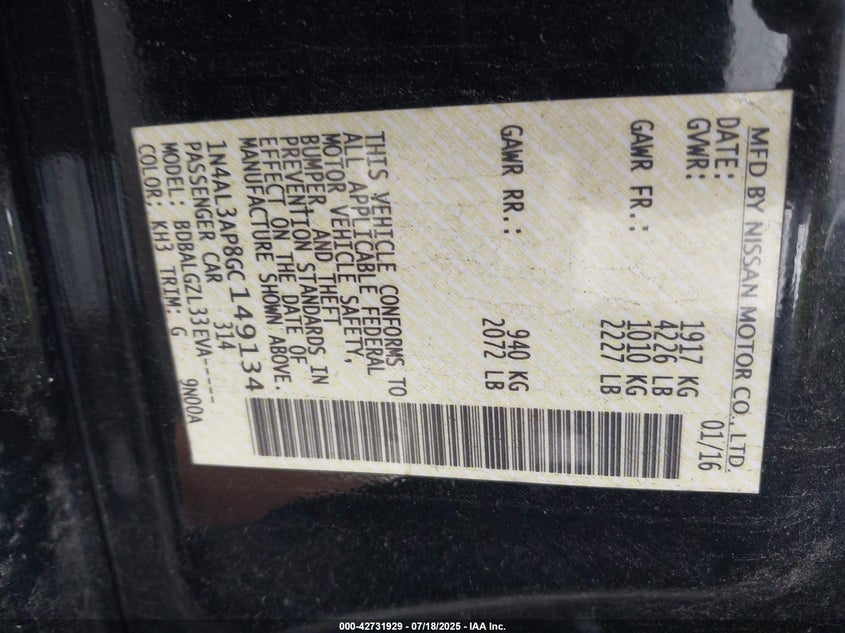 MFD BY NISSAN MOTOR CO., LTD.
DATE: 01/16
GVWR: 1917 KG
4226 LB
GAWR FR.: 1010 KG
2227 LB
GAWR RR.: 940 KG
2072 LB
THIS VEHICLE CONFORMS TO
ALL APPLICABLE FEDERAL
MOTOR VEHICLE SAFETY,
BUMPER, AND THEFT
PREVENTION STANDARDS IN
EFFECT ON THE DATE OF
MANUFACTURE SHOWN ABOVE.
1N4AL3AP8GC149134
PASSENGER CAR 314
MODEL: BDBALGZL33EVA-----
COLOR: KH3 TRIM: G 9N00A
000-42731929 - 07/18/2025 - IAA Inc.